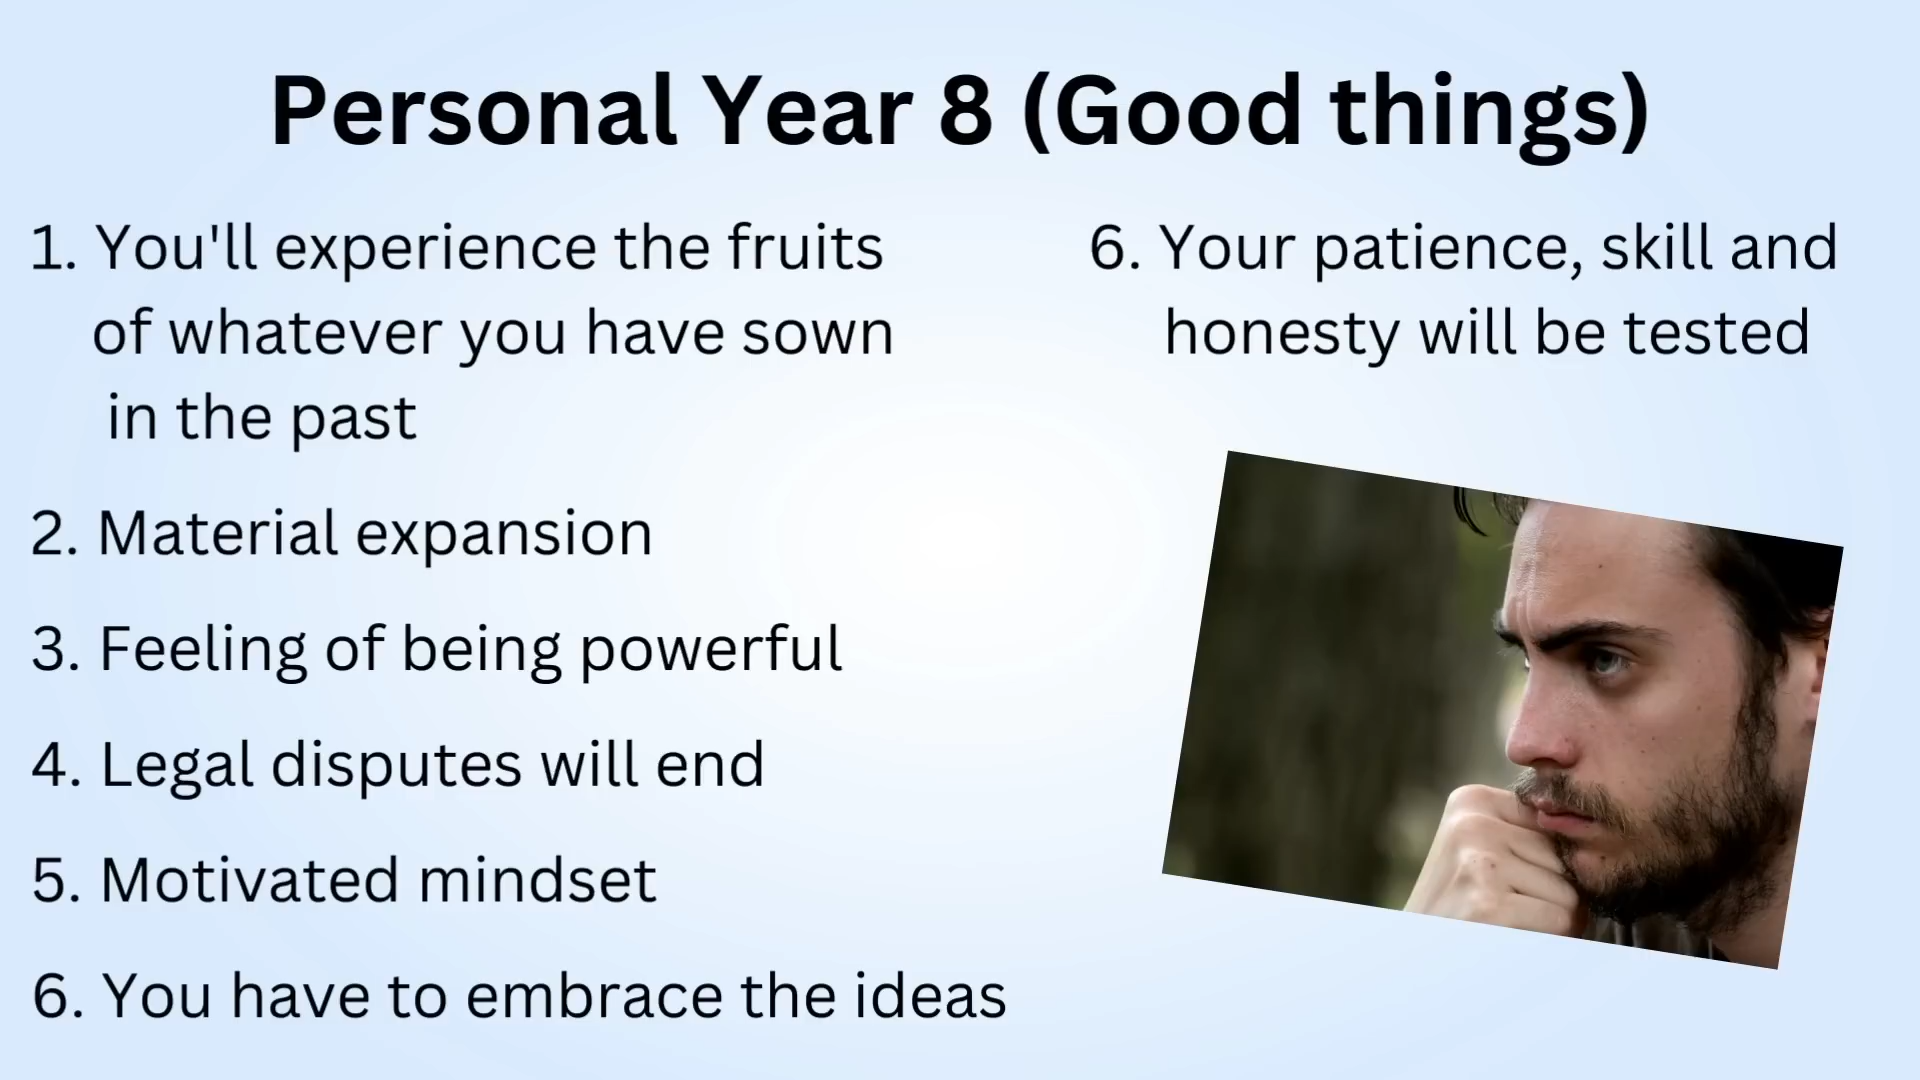 Personal Year 8 (Good things)
1. You'll experience the fruits
of whatever you have sown
in the past
2. Material expansion
3. Feeling of being powerful
4. Legal disputes will end
5. Motivated mindset
6. You have to embrace the ideas
6. Your patience, skill and
honesty will be tested